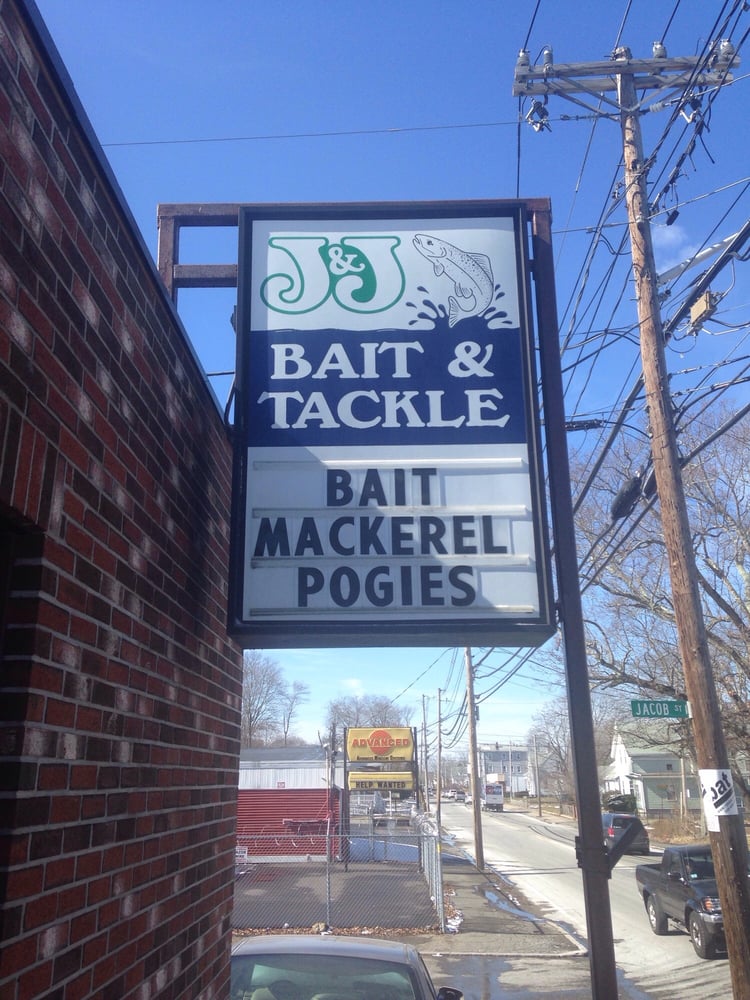 J&J
BAIT &
TACKLE
BAIT
MACKEREL
POGIES
JACOB ST
ADVANCED
HELP WANTED